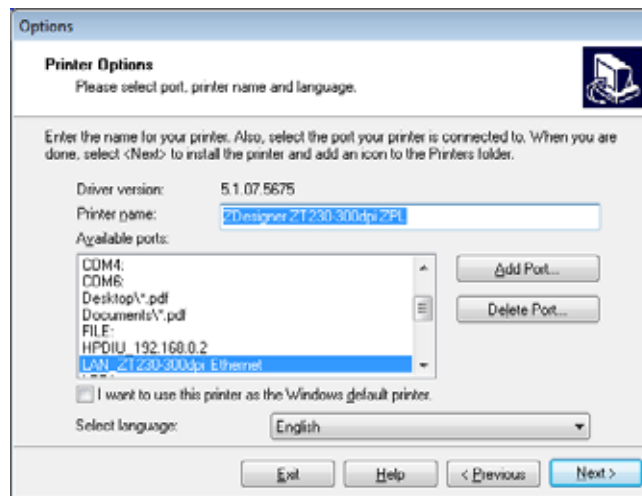 Options
Printer Options
Please select port, printer name and language.
Enter the name for your printer. Also, select the port your printer is connected to. When you are
done, select <Next> to install the printer and add an icon to the Printers folder.
Driver version: 5.1.07.5675
Printer name: ZDesigner ZT230-300dpi ZPL
Available ports:
COM4:
COM6:
Desktop\*.pdf
Documents\*.pdf
FILE:
HPDIU_192.168.0.2
LAN_ZT230-300dpi Ethernet
Add Port...
Delete Port...
I want to use this printer as the Windows default printer.
Select language: English
Exit Help < Previous Next >